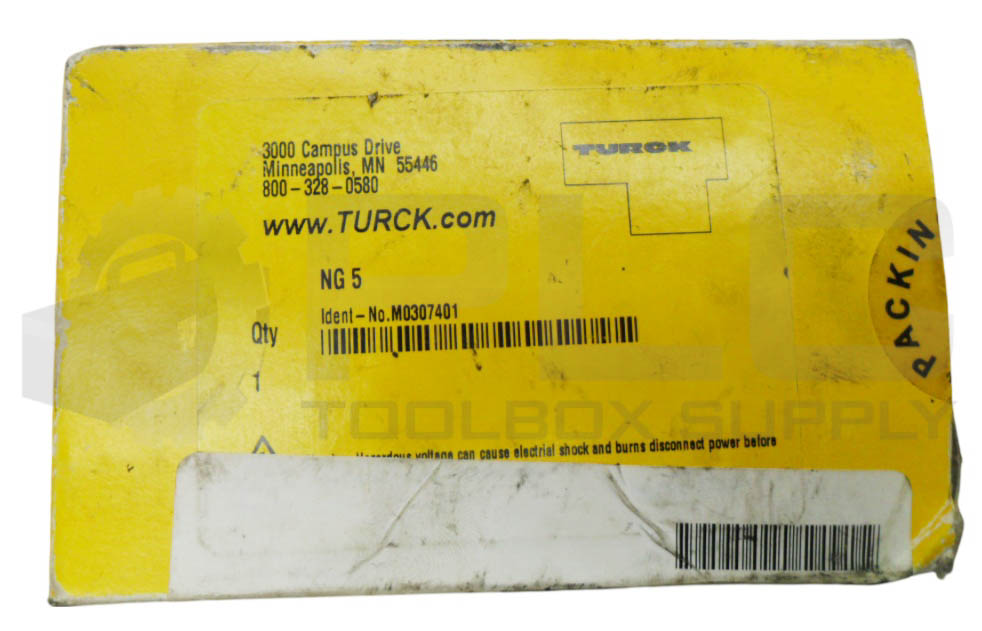 3000 Campus Drive
Minneapolis, MN 55446
800-328-0580
www.TURCK.com
TURCK
NG 5
Ident-No.M0307401
Qty
1
Hazardous voltage can cause electrial shock and burns disconnect power before
PACKIN
PLC
TOOLBOX SUPPLY